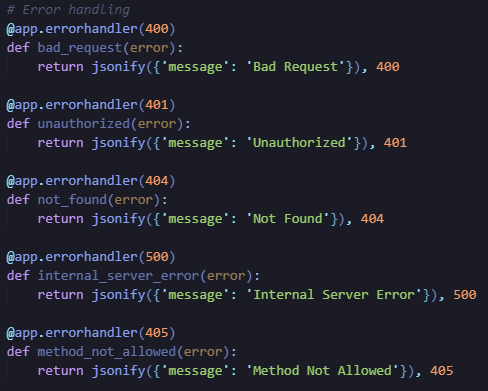 # Error handling
@app.errorhandler(400)
def bad_request(error):
    return jsonify({'message': 'Bad Request'}), 400

@app.errorhandler(401)
def unauthorized(error):
    return jsonify({'message': 'Unauthorized'}), 401

@app.errorhandler(404)
def not_found(error):
    return jsonify({'message': 'Not Found'}), 404

@app.errorhandler(500)
def internal_server_error(error):
    return jsonify({'message': 'Internal Server Error'}), 500

@app.errorhandler(405)
def method_not_allowed(error):
    return jsonify({'message': 'Method Not Allowed'}), 405